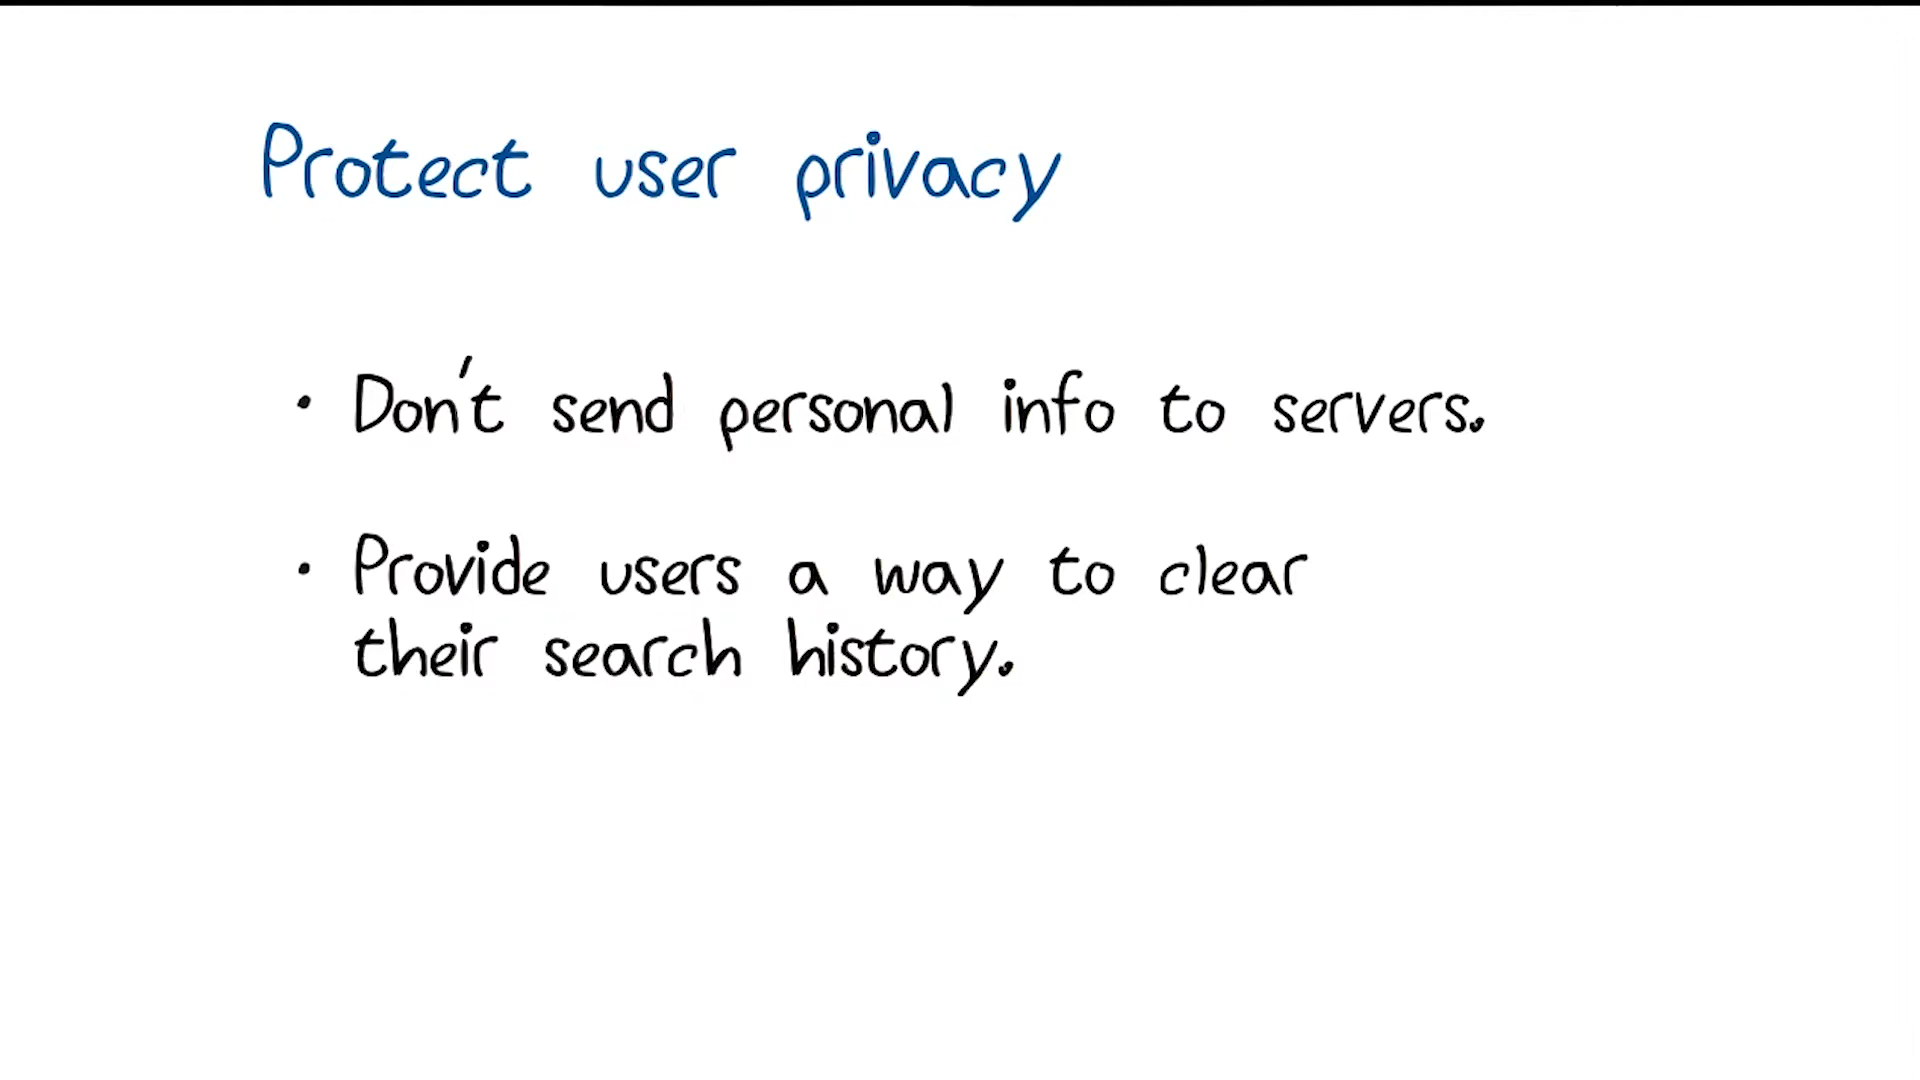 Protect user privacy
• Don't send personal info to servers.
• Provide users a way to clear
their search history.